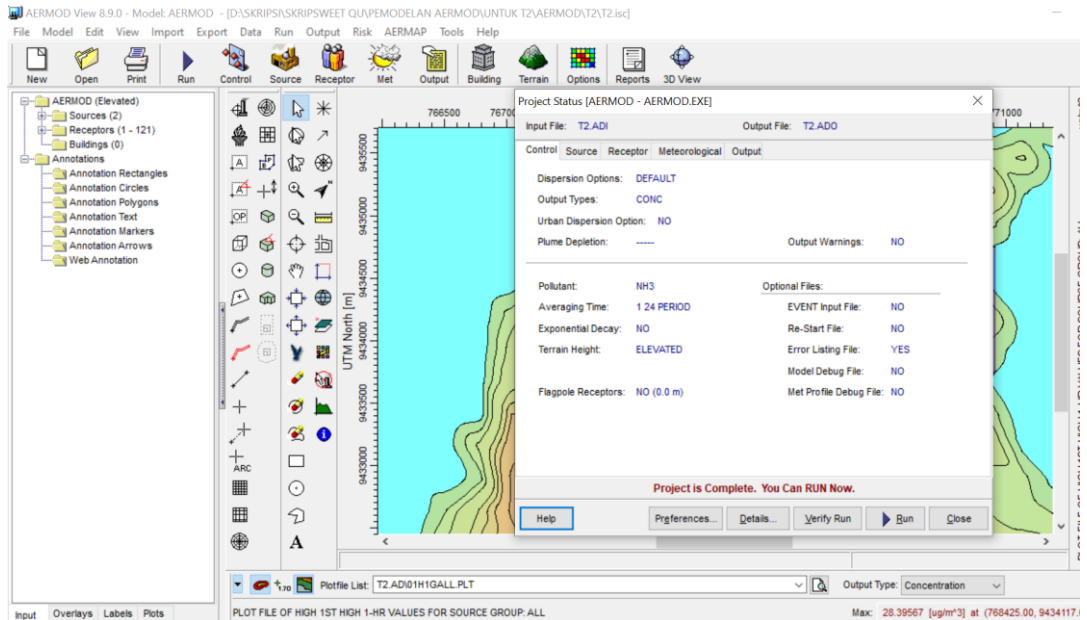 AERMOD View 8.9.0 - Model: AERMOD - [D:\SKRIPSI\SKRIPSWEET QU\PEMODELAN AERMOD\UNTUK T2\AERMOD\T2\T2.isc]
File Model Edit View Import Export Data Run Output Risk AERMAP Tools Help
New Open Print Run Control Source Receptor Met Output Building Terrain Options Reports 3D View
AERMOD (Elevated)
Sources (2)
Receptors (1 - 121)
Buildings (0)
Annotations
Annotation Rectangles
Annotation Circles
Annotation Polygons
Annotation Text
Annotation Markers
Annotation Arrows
Web Annotation
A
A
OP
ARC
N
A
766500
771000
UTM North [m]
9435500
9435000
9434500
9434000
9433500
9433000
Project Status [AERMOD - AERMOD.EXE]
Input File: T2.ADI Output File: T2.ADO
Control Source Receptor Meteorological Output
Dispersion Options: DEFAULT
Output Types: CONC
Urban Dispersion Option: NO
Plume Depletion: ----- Output Warnings: NO
Pollutant: NH3 Optional Files:
Averaging Time: 1 24 PERIOD EVENT Input File: NO
Exponential Decay: NO Re-Start File: NO
Terrain Height: ELEVATED Error Listing File: YES
Model Debug File: NO
Flagpole Receptors: NO (0.0 m) Met Profile Debug File: NO
Project is Complete. You Can RUN Now.
Help Preferences... Details... Verify Run Run Close
1.70 Plotfile List: T2.AD\01H1GALL.PLT Output Type: Concentration
Input Overlays Labels Plots
PLOT FILE OF HIGH 1ST HIGH 1-HR VALUES FOR SOURCE GROUP: ALL Max: 28.39567 [ug/m^3] at (768425.00, 9434117.